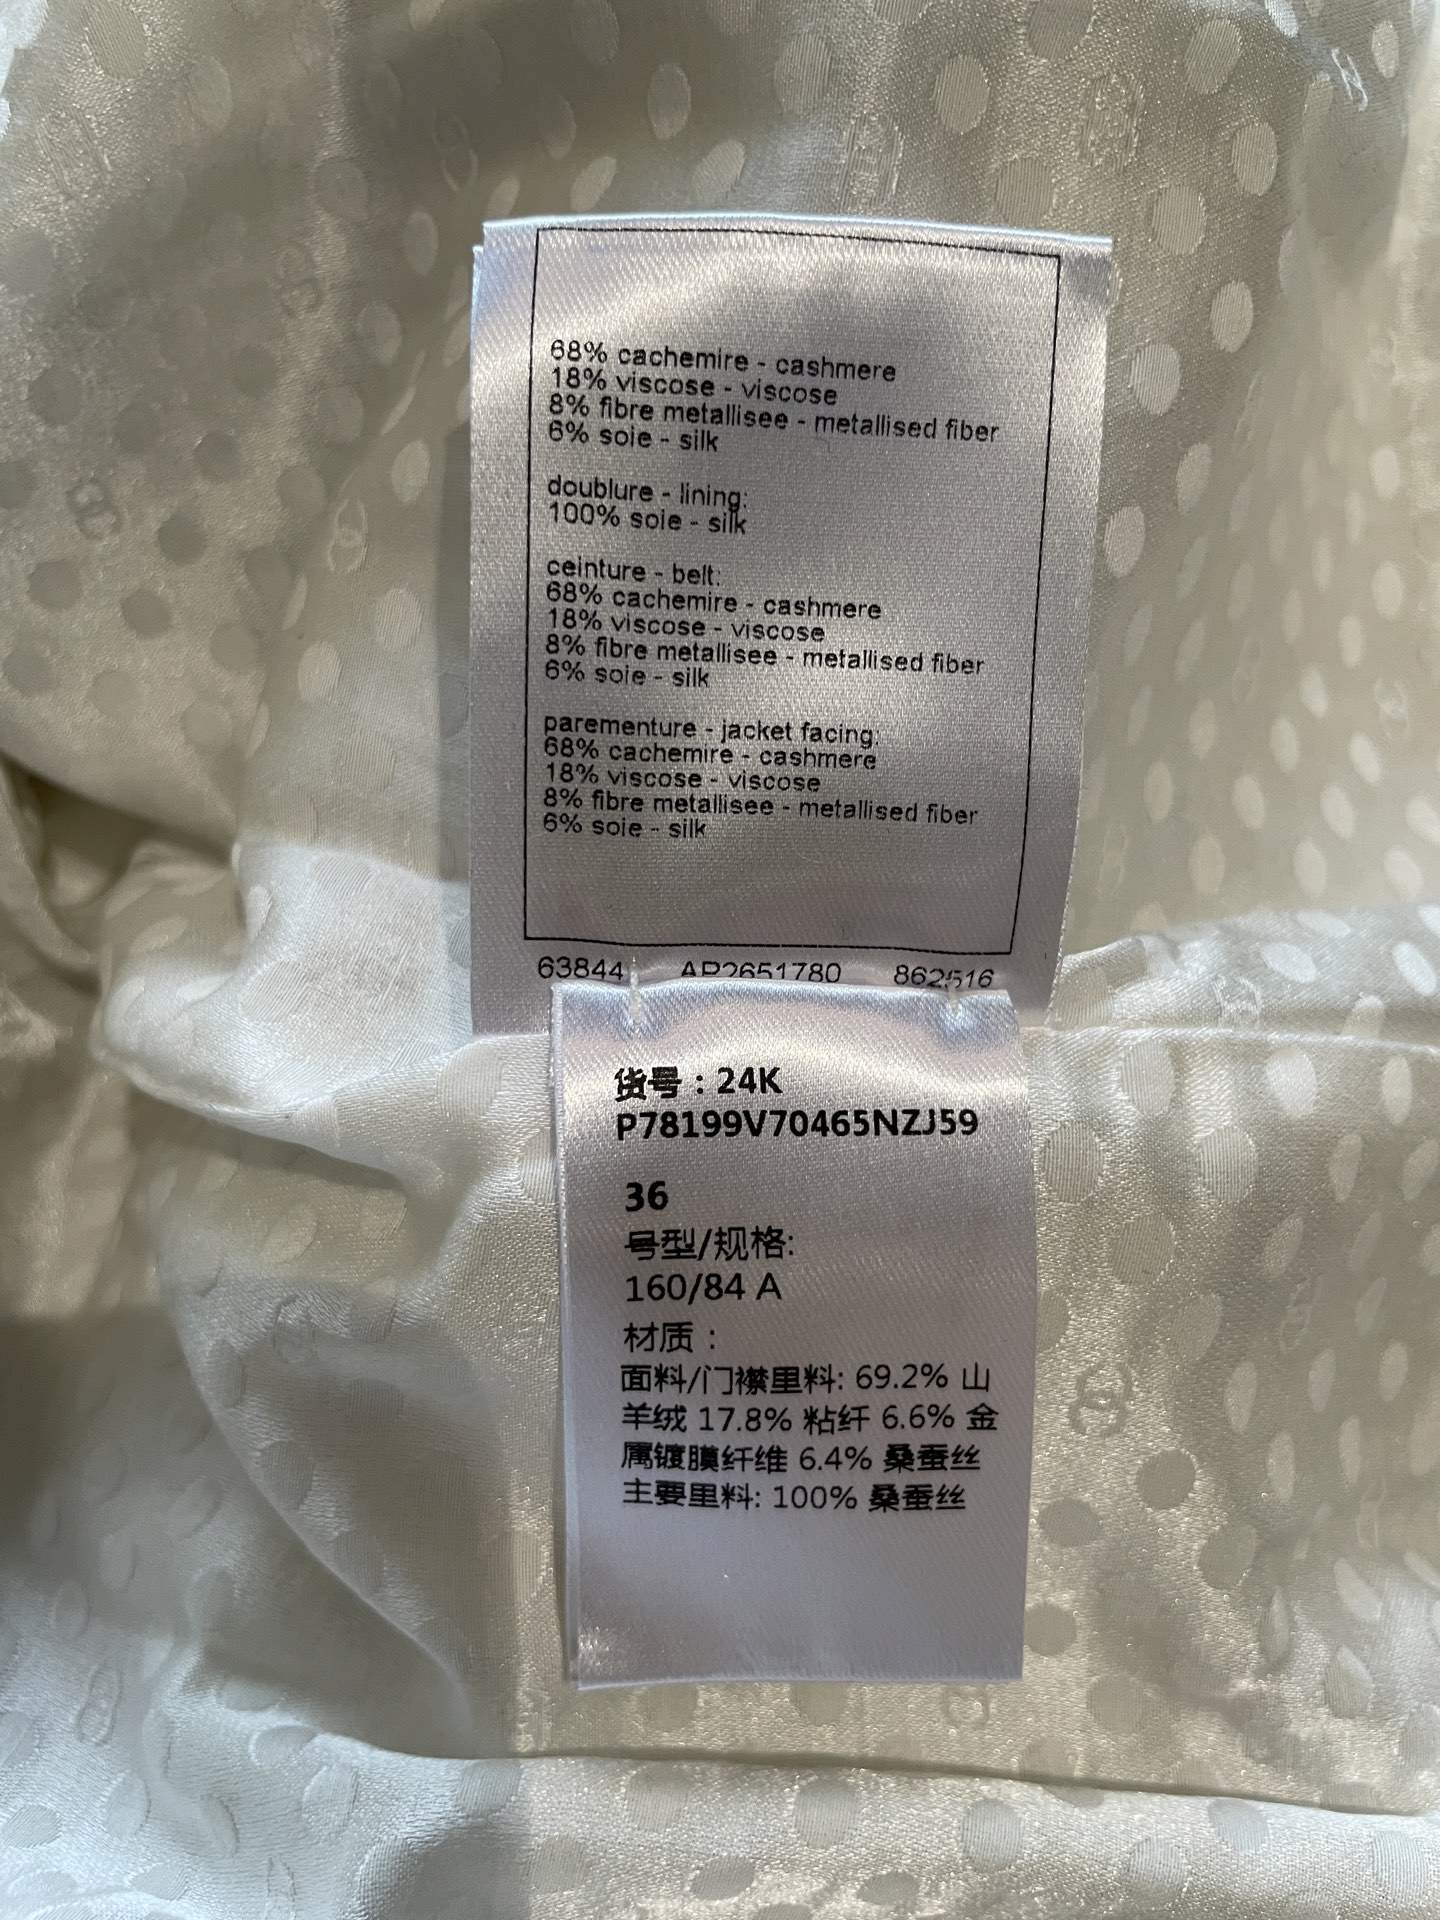 68% cachemire - cashmere
18% viscose - viscose
8% fibre metallisee - metallised fiber
6% soie - silk
doublure - lining:
100% soie - silk
ceinture - belt:
68% cachemire - cashmere
18% viscose - viscose
8% fibre metallisee - metallised fiber
6% soie - silk
parementure - jacket facing:
68% cachemire - cashmere
18% viscose - viscose
8% fibre metallisee - metallised fiber
6% soie - silk
63844 AP2651780 862516
货号：24K
P78199V70465NZJ59
36
号型/规格:
160/84 A
材质：
面料/门襟里料: 69.2% 山
羊绒 17.8% 粘纤 6.6% 金
属镀膜纤维 6.4% 桑蚕丝
主要里料: 100% 桑蚕丝